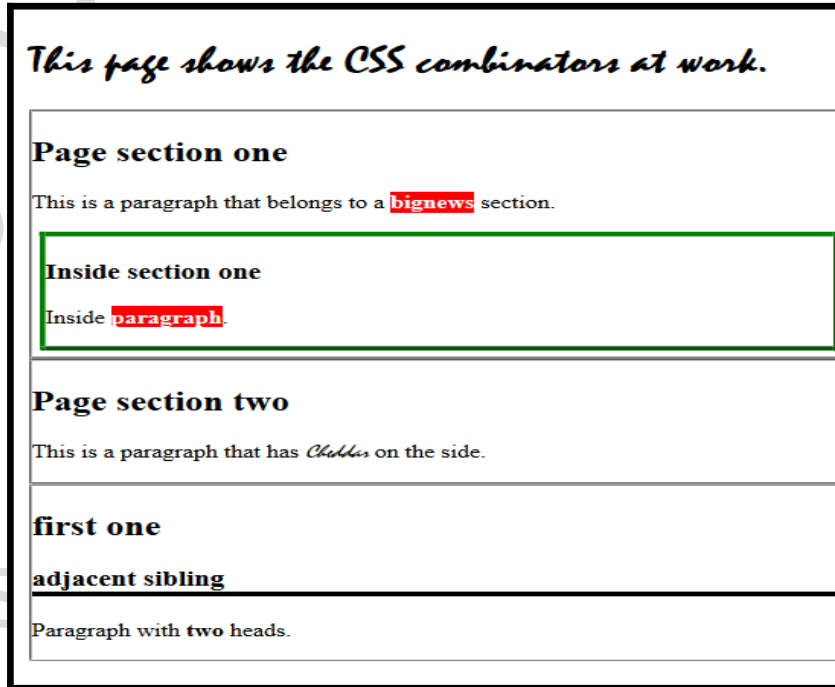 This page shows the CSS combinators at work.
Page section one
This is a paragraph that belongs to a bignews section.
Inside section one
Inside paragraph.
Page section two
This is a paragraph that has Cheddar on the side.
first one
adjacent sibling
Paragraph with two heads.